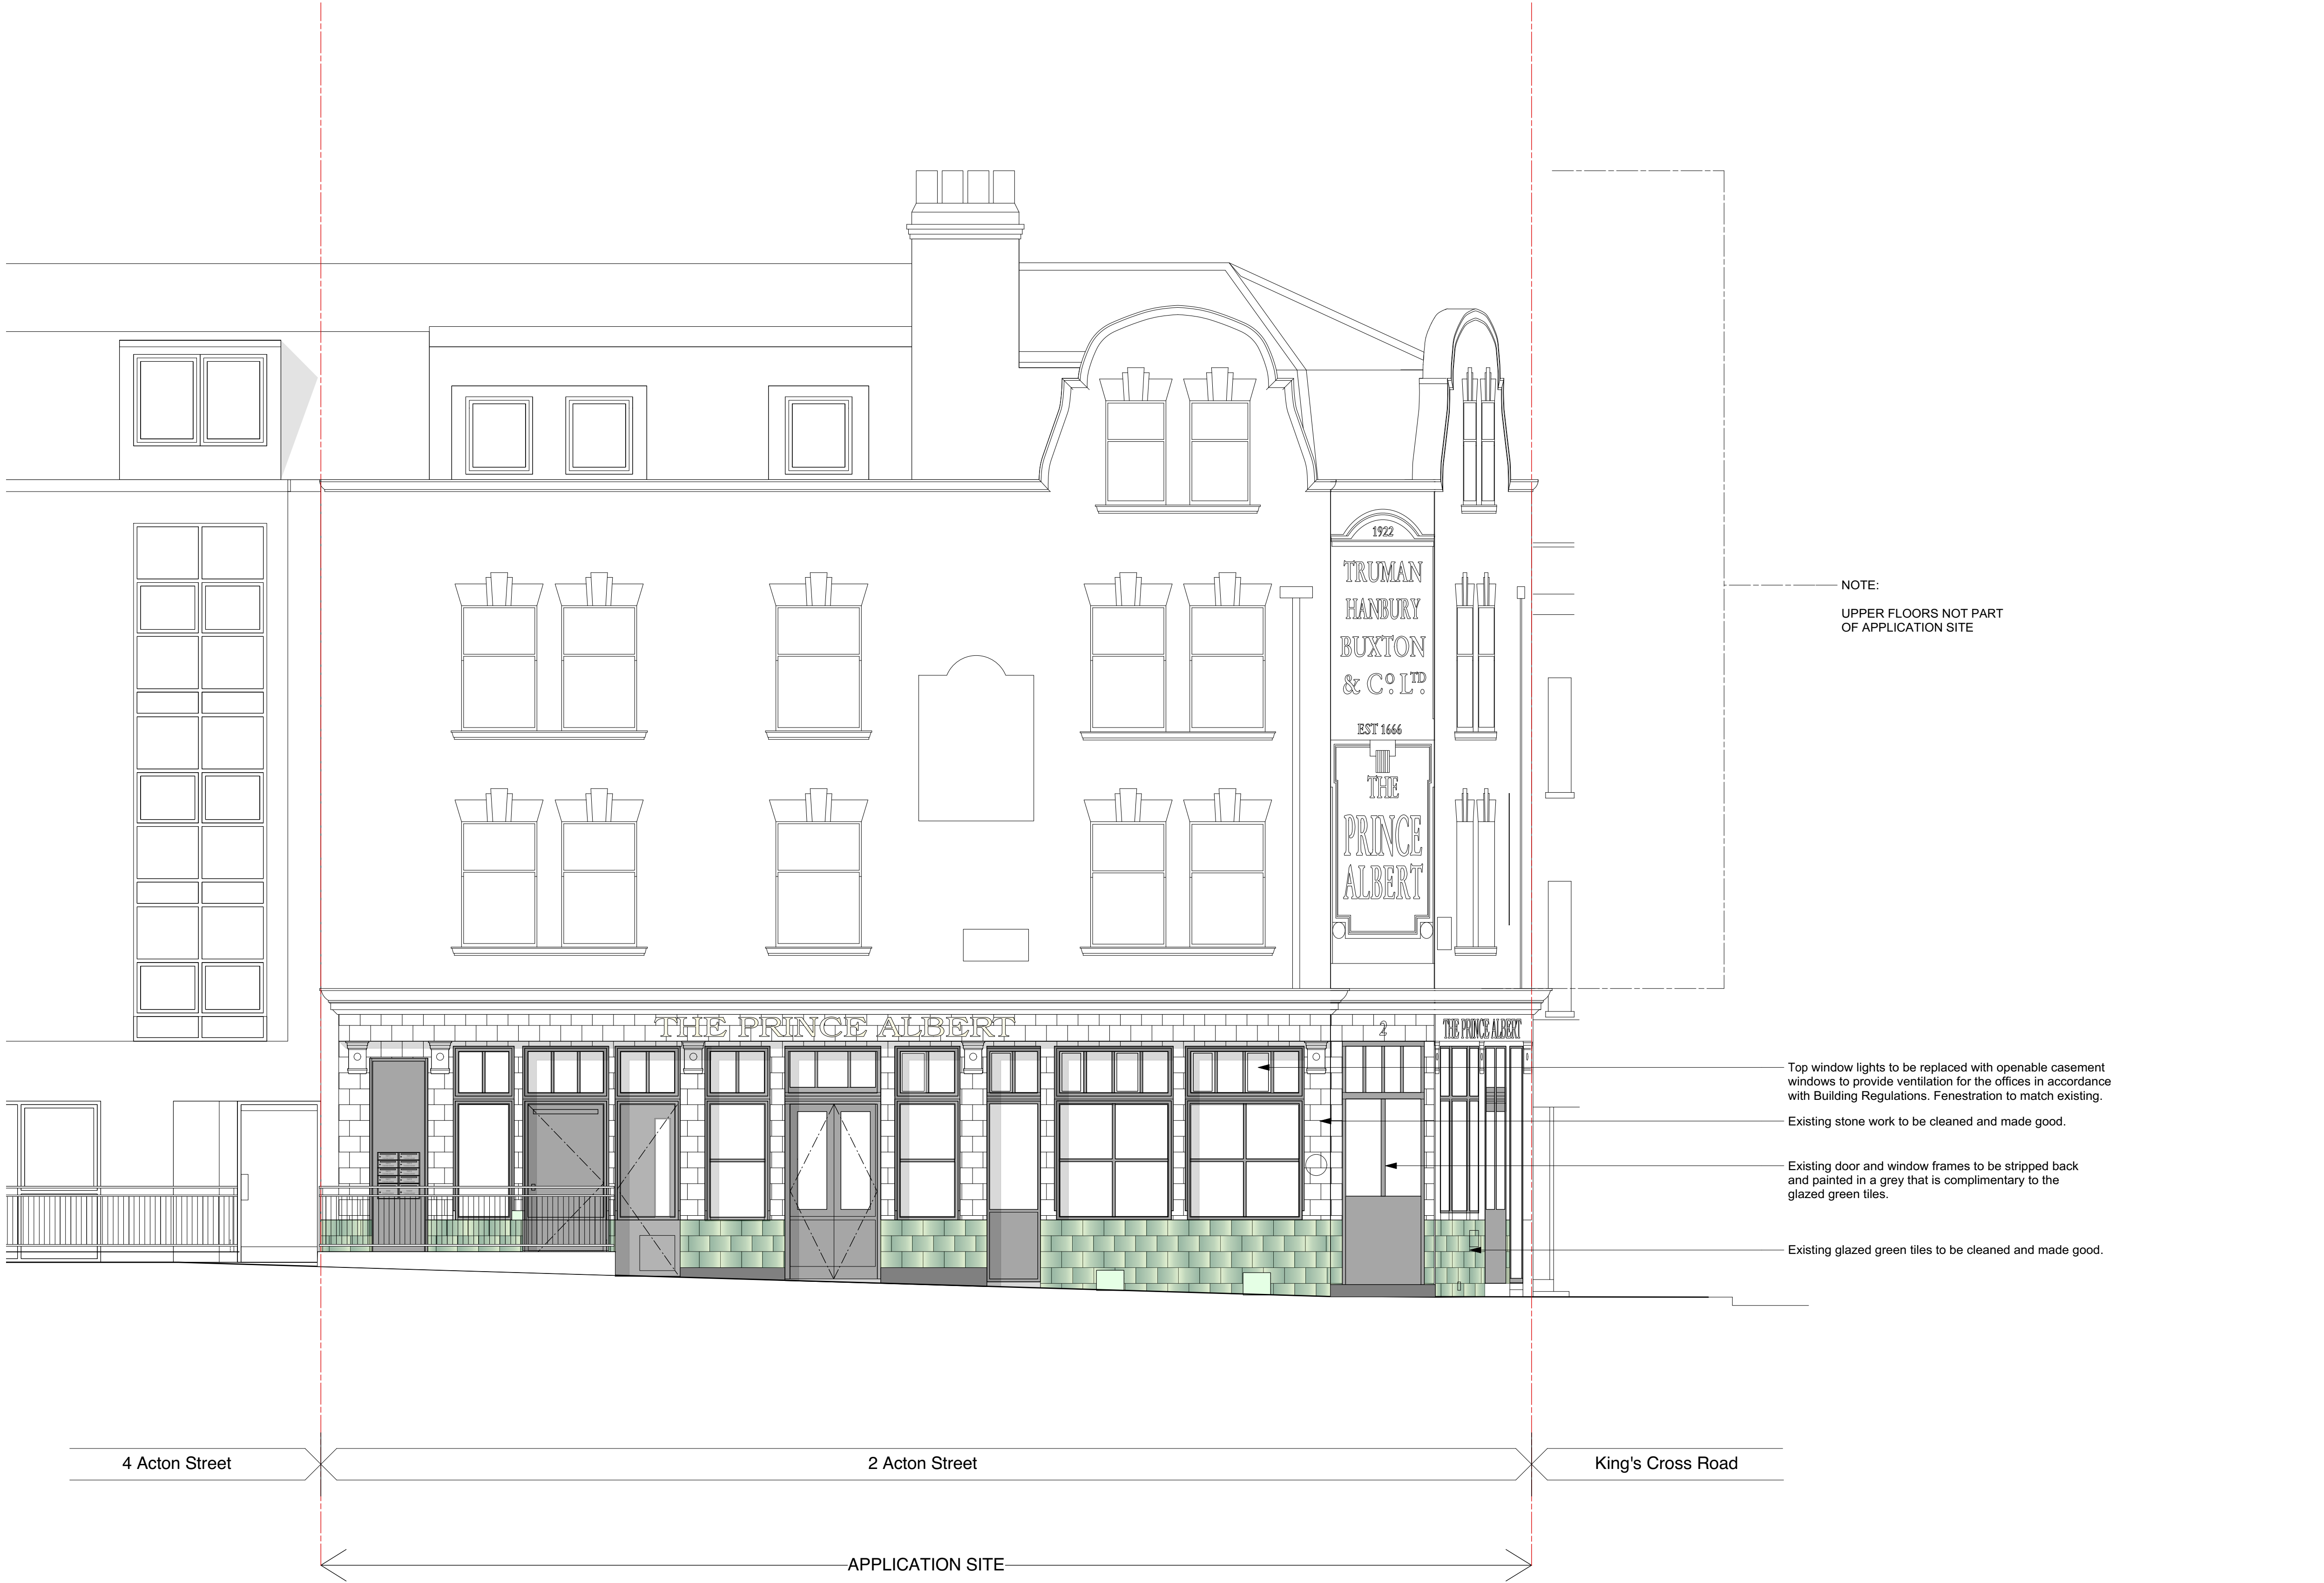 1922
TRUMAN
HANBURY
BUXTON
& Co. LTD.
EST 1666
THE
PRINCE
ALBERT
NOTE:
UPPER FLOORS NOT PART
OF APPLICATION SITE
THE PRINCE ALBERT
2
THE PRINCE ALBERT
Top window lights to be replaced with openable casement
windows to provide ventilation for the offices in accordance
with Building Regulations. Fenestration to match existing.
Existing stone work to be cleaned and made good.
Existing door and window frames to be stripped back
and painted in a grey that is complimentary to the
glazed green tiles.
Existing glazed green tiles to be cleaned and made good.
4 Acton Street
2 Acton Street
King's Cross Road
APPLICATION SITE